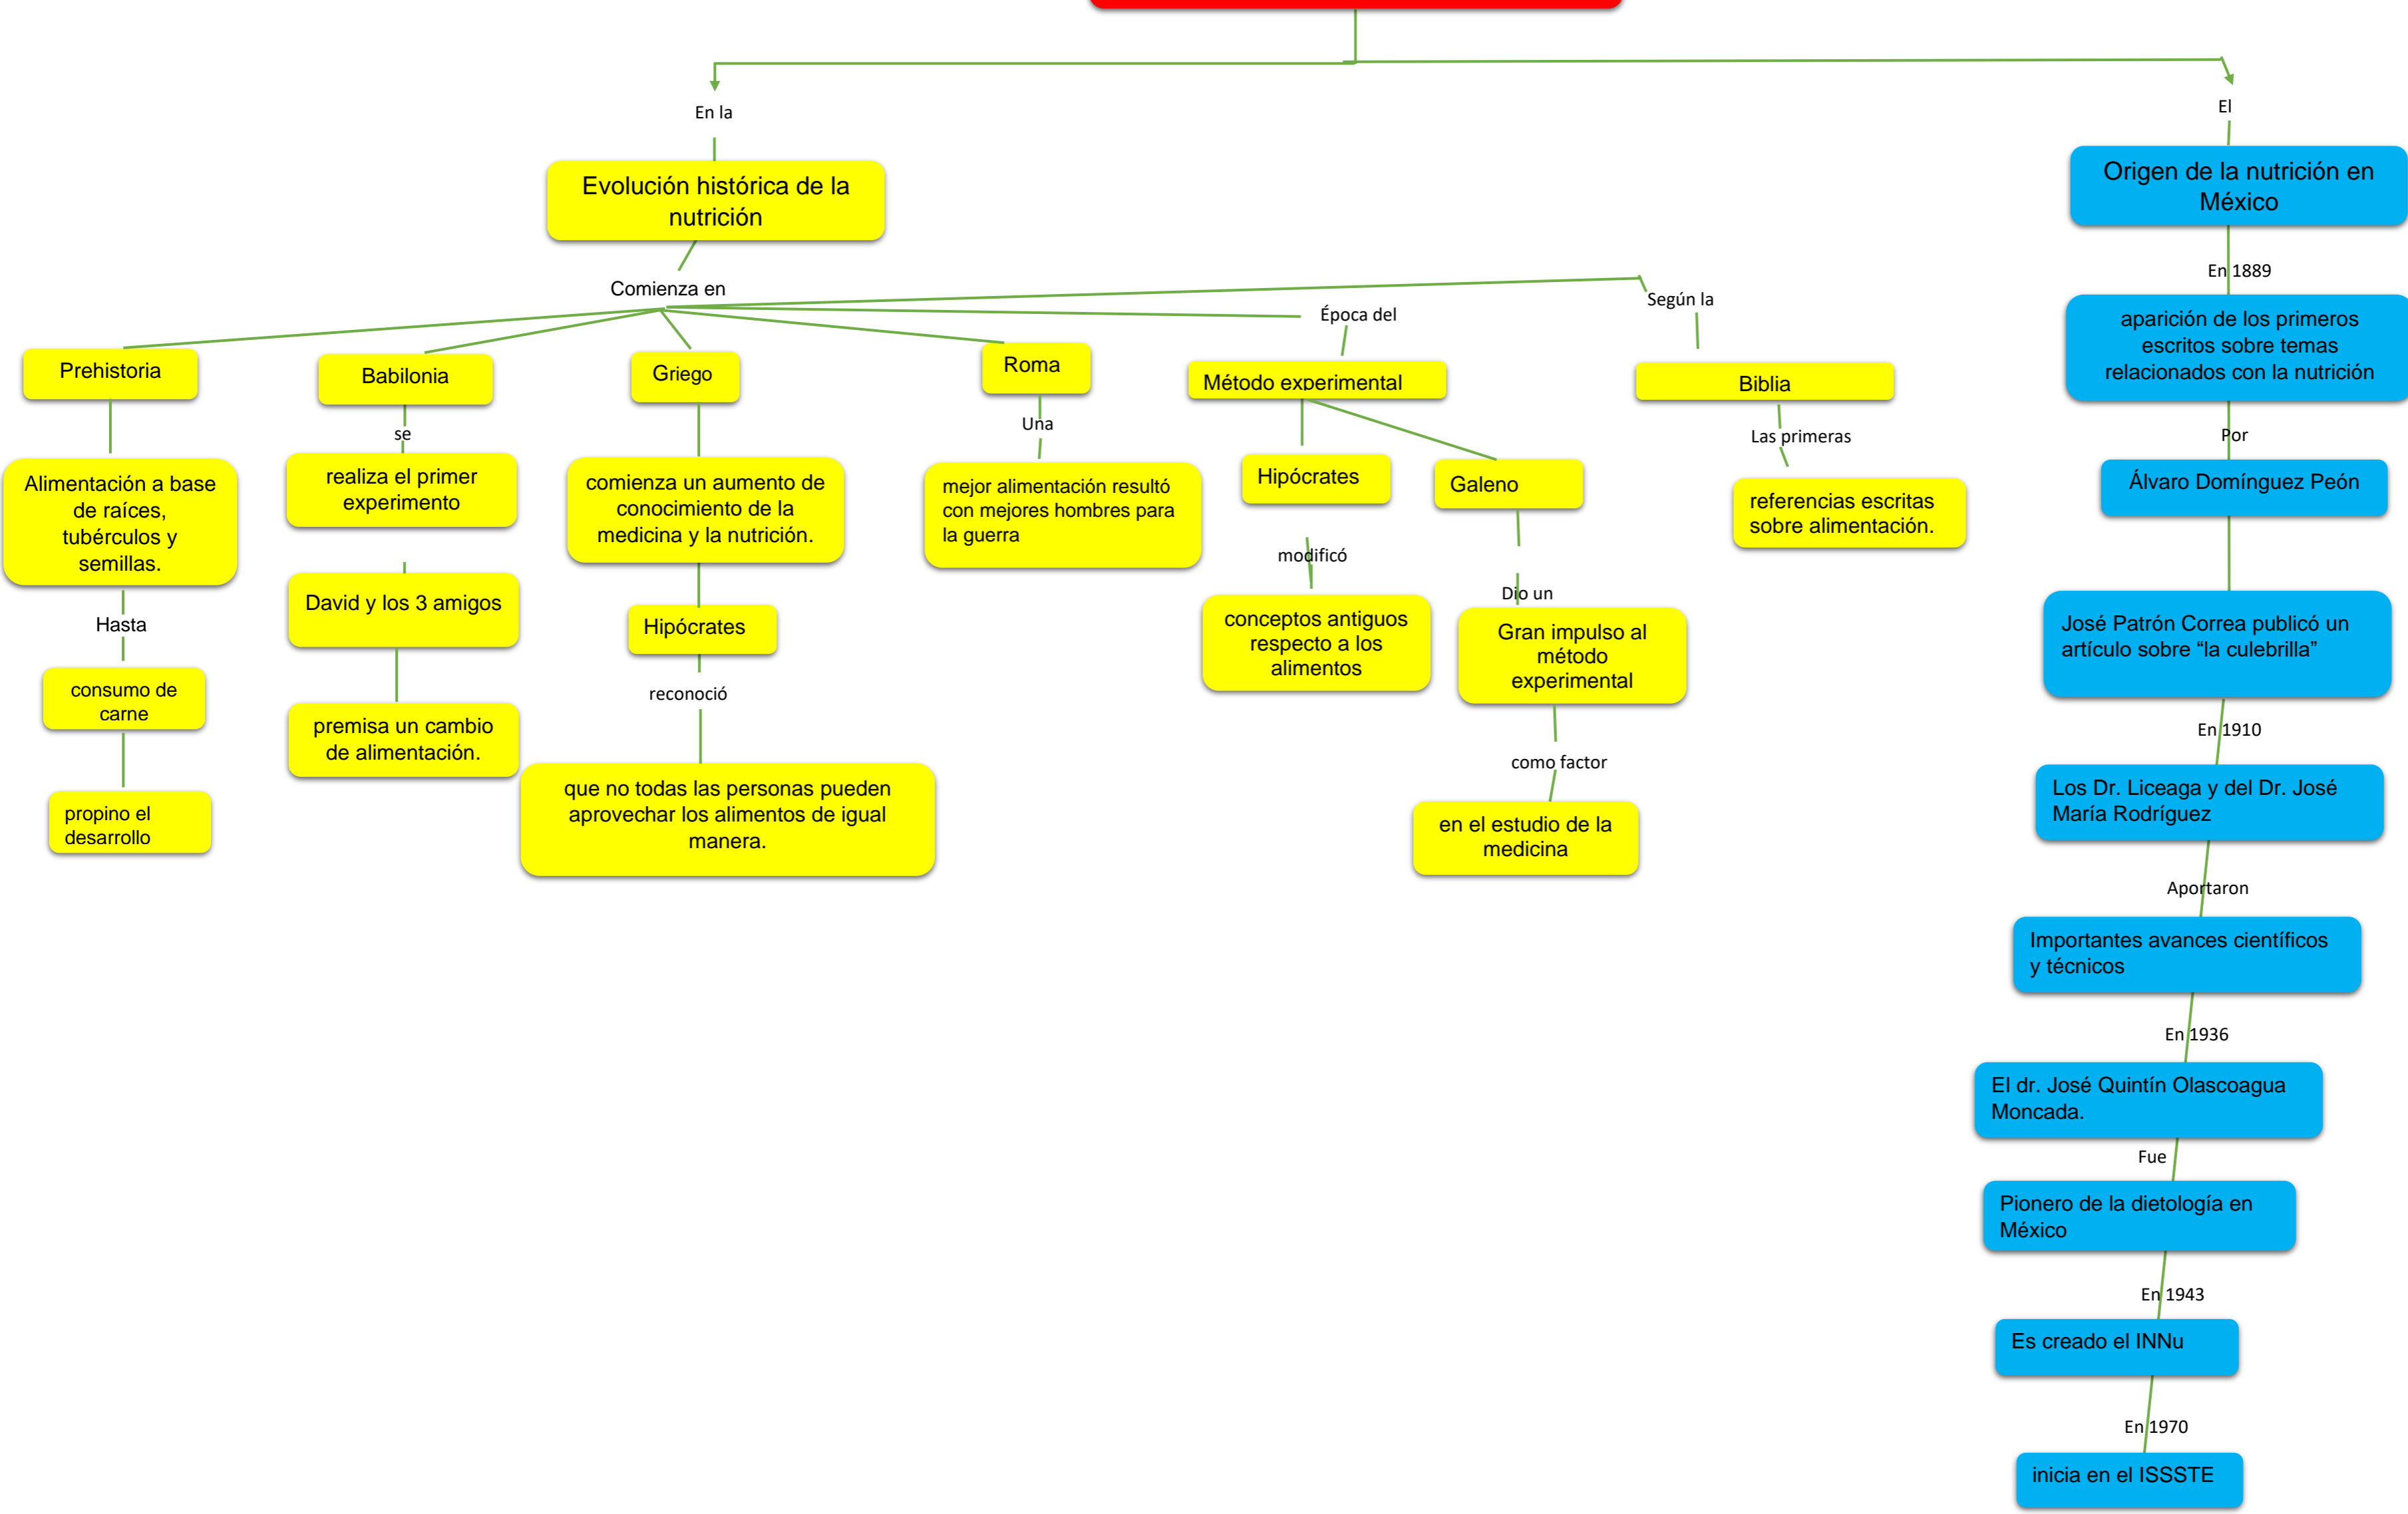 En la
El
Evolución histórica de la
nutrición
Origen de la nutrición en
México
Comienza en
Época del
Según la
En 1889
Prehistoria
Babilonia
Griego
Roma
Método experimental
Biblia
aparición de los primeros
escritos sobre temas
relacionados con la nutrición
se
Una
Las primeras
Por
Alimentación a base
de raíces,
tubérculos y
semillas.
realiza el primer
experimento
comienza un aumento de
conocimiento de la
medicina y la nutrición.
mejor alimentación resultó
con mejores hombres para
la guerra
Hipócrates
Galeno
referencias escritas
sobre alimentación.
Álvaro Domínguez Peón
modificó
Dio un
Hasta
David y los 3 amigos
Hipócrates
conceptos antiguos
respecto a los
alimentos
Gran impulso al
método
experimental
José Patrón Correa publicó un
artículo sobre “la culebrilla”
consumo de
carne
premisa un cambio
de alimentación.
reconoció
como factor
En 1910
propino el
desarrollo
que no todas las personas pueden
aprovechar los alimentos de igual
manera.
en el estudio de la
medicina
Los Dr. Liceaga y del Dr. José
María Rodríguez
Aportaron
Importantes avances científicos
y técnicos
En 1936
El dr. José Quintín Olascoagua
Moncada.
Fue
Pionero de la dietología en
México
En 1943
Es creado el INNu
En 1970
inicia en el ISSSTE